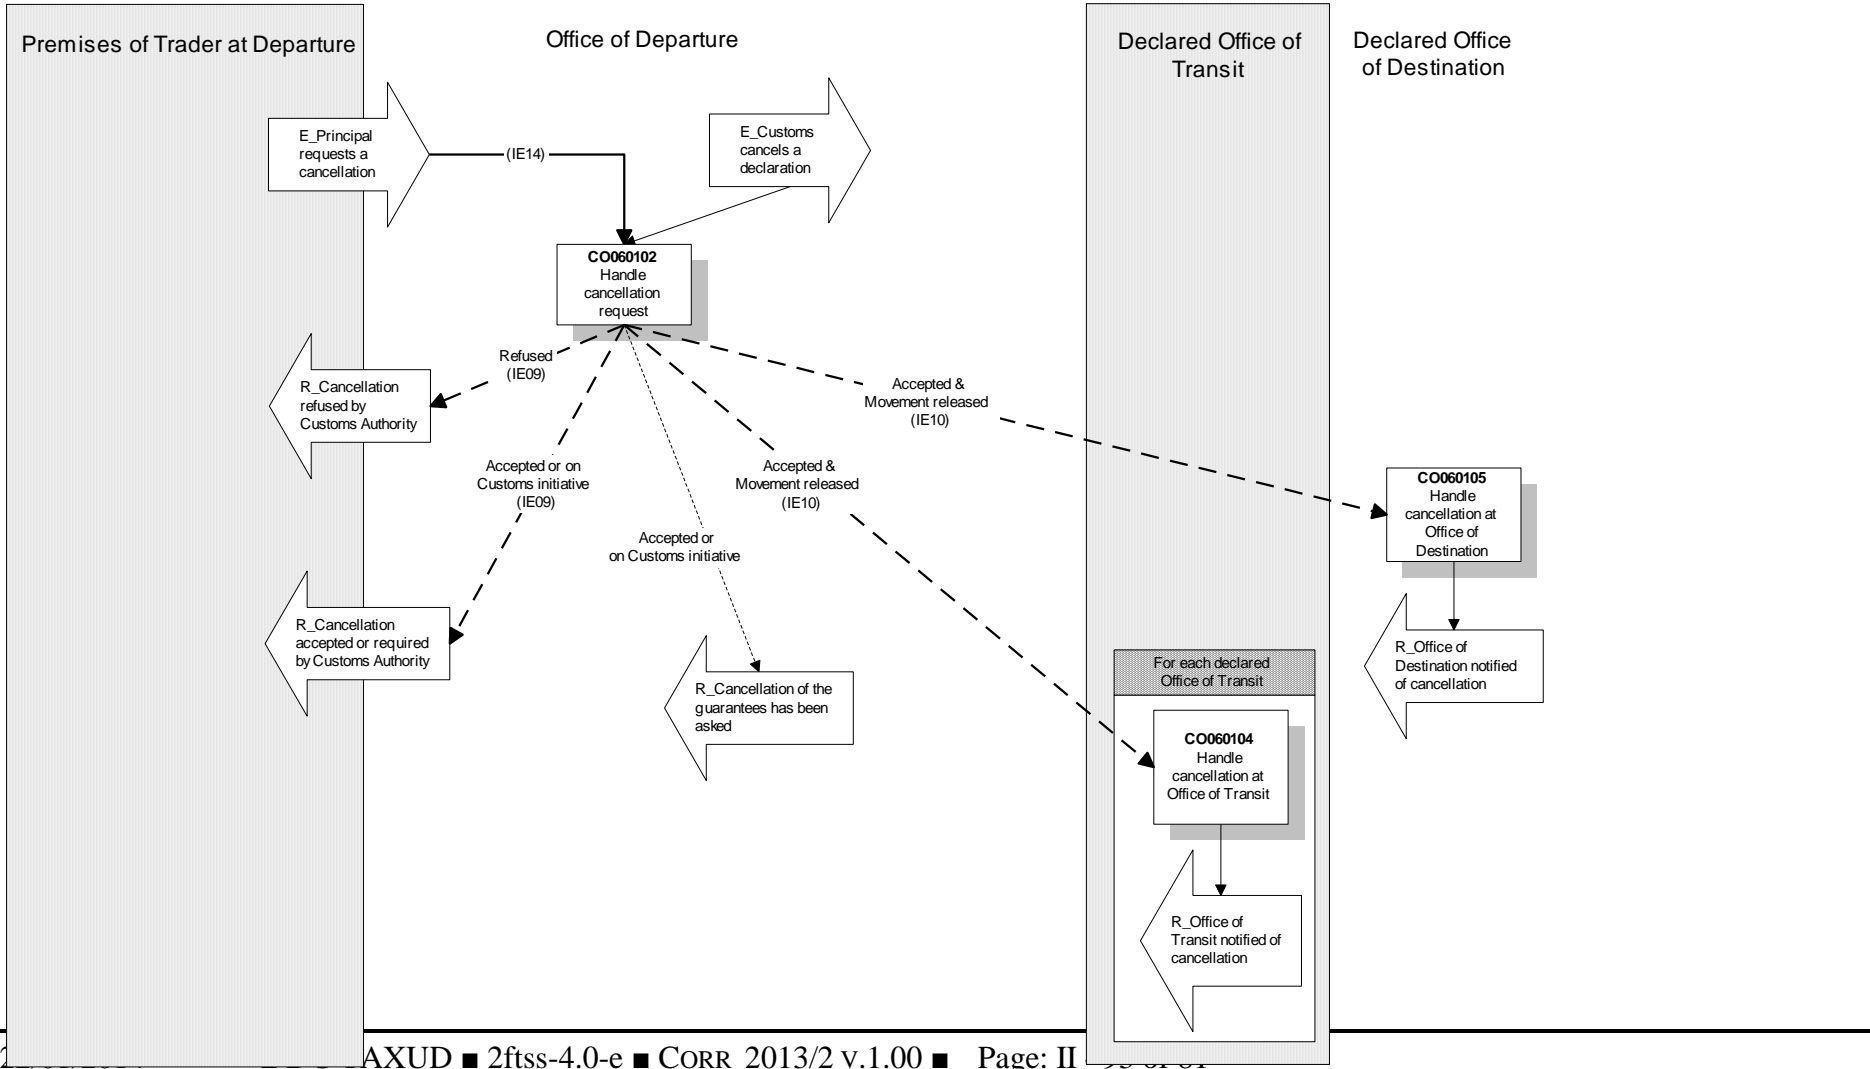 Premises of Trader at Departure
Office of Departure
Declared Office of
Transit
Declared Office
of Destination
E_Principal
requests a
cancellation
(IE14)
E_Customs
cancels a
declaration
CO060102
Handle
cancellation
request
Refused
(IE09)
R_Cancellation
refused by
Customs Authority
Accepted &
Movement released
(IE10)
Accepted or on
Customs initiative
(IE09)
Accepted &
Movement released
(IE10)
CO060105
Handle
cancellation at
Office of
Destination
Accepted or
on Customs initiative
R_Cancellation
accepted or required
by Customs Authority
R_Cancellation of the
guarantees has been
asked
For each declared
Office of Transit
R_Office of
Destination notified
of cancellation
CO060104
Handle
cancellation at
Office of Transit
R_Office of
Transit notified of
cancellation
AXUD ■ 2ftss-4.0-e ■ CORR 2013/2 V.1.00 ■ Page: II